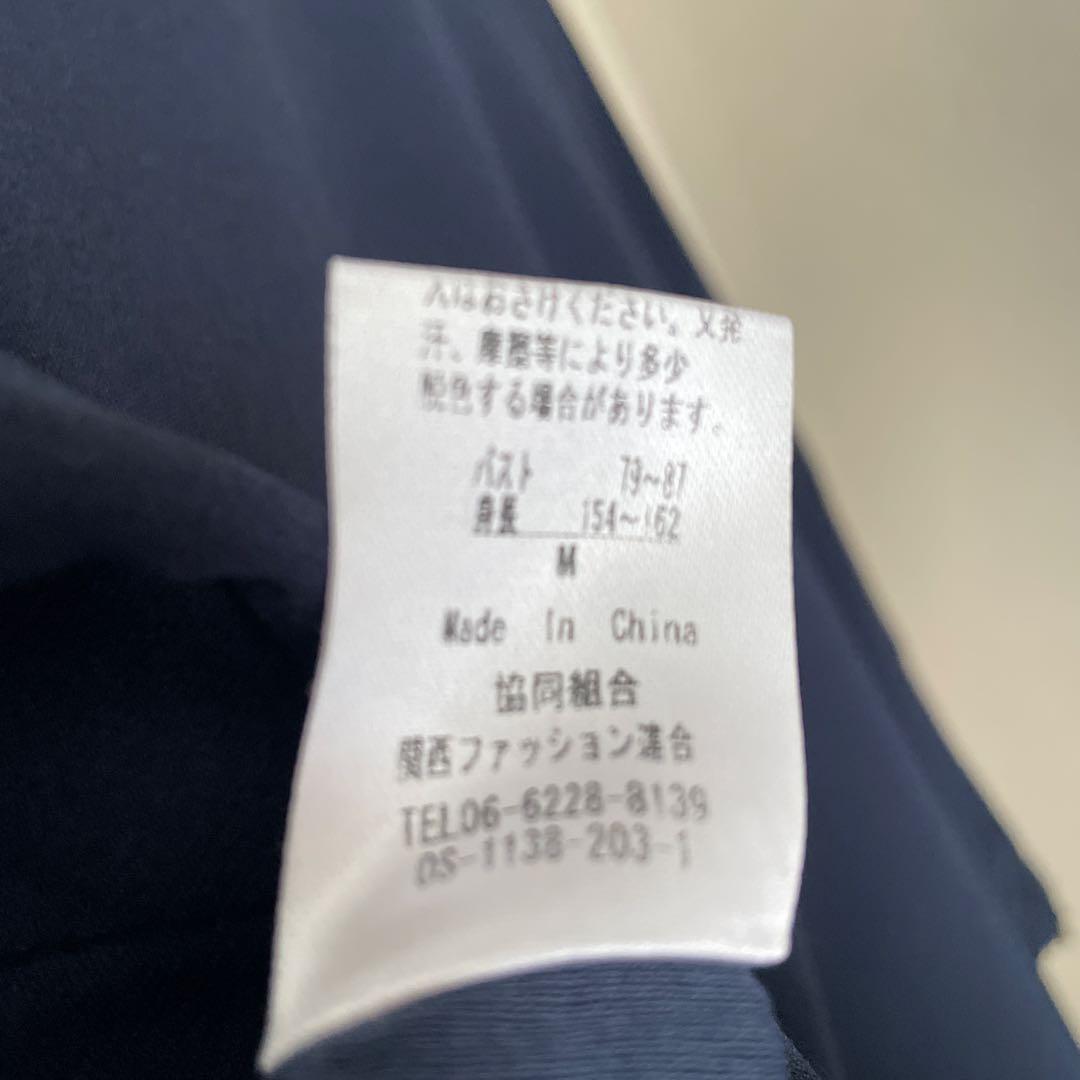 入はおさけください。又発
汗、摩擦等により多少
脱色する場合があります。
バスト 79~87
身長 154~162
M
Made In China
協同組合
関西ファッション連合
TEL06-6228-8139
OS-1138-203-1